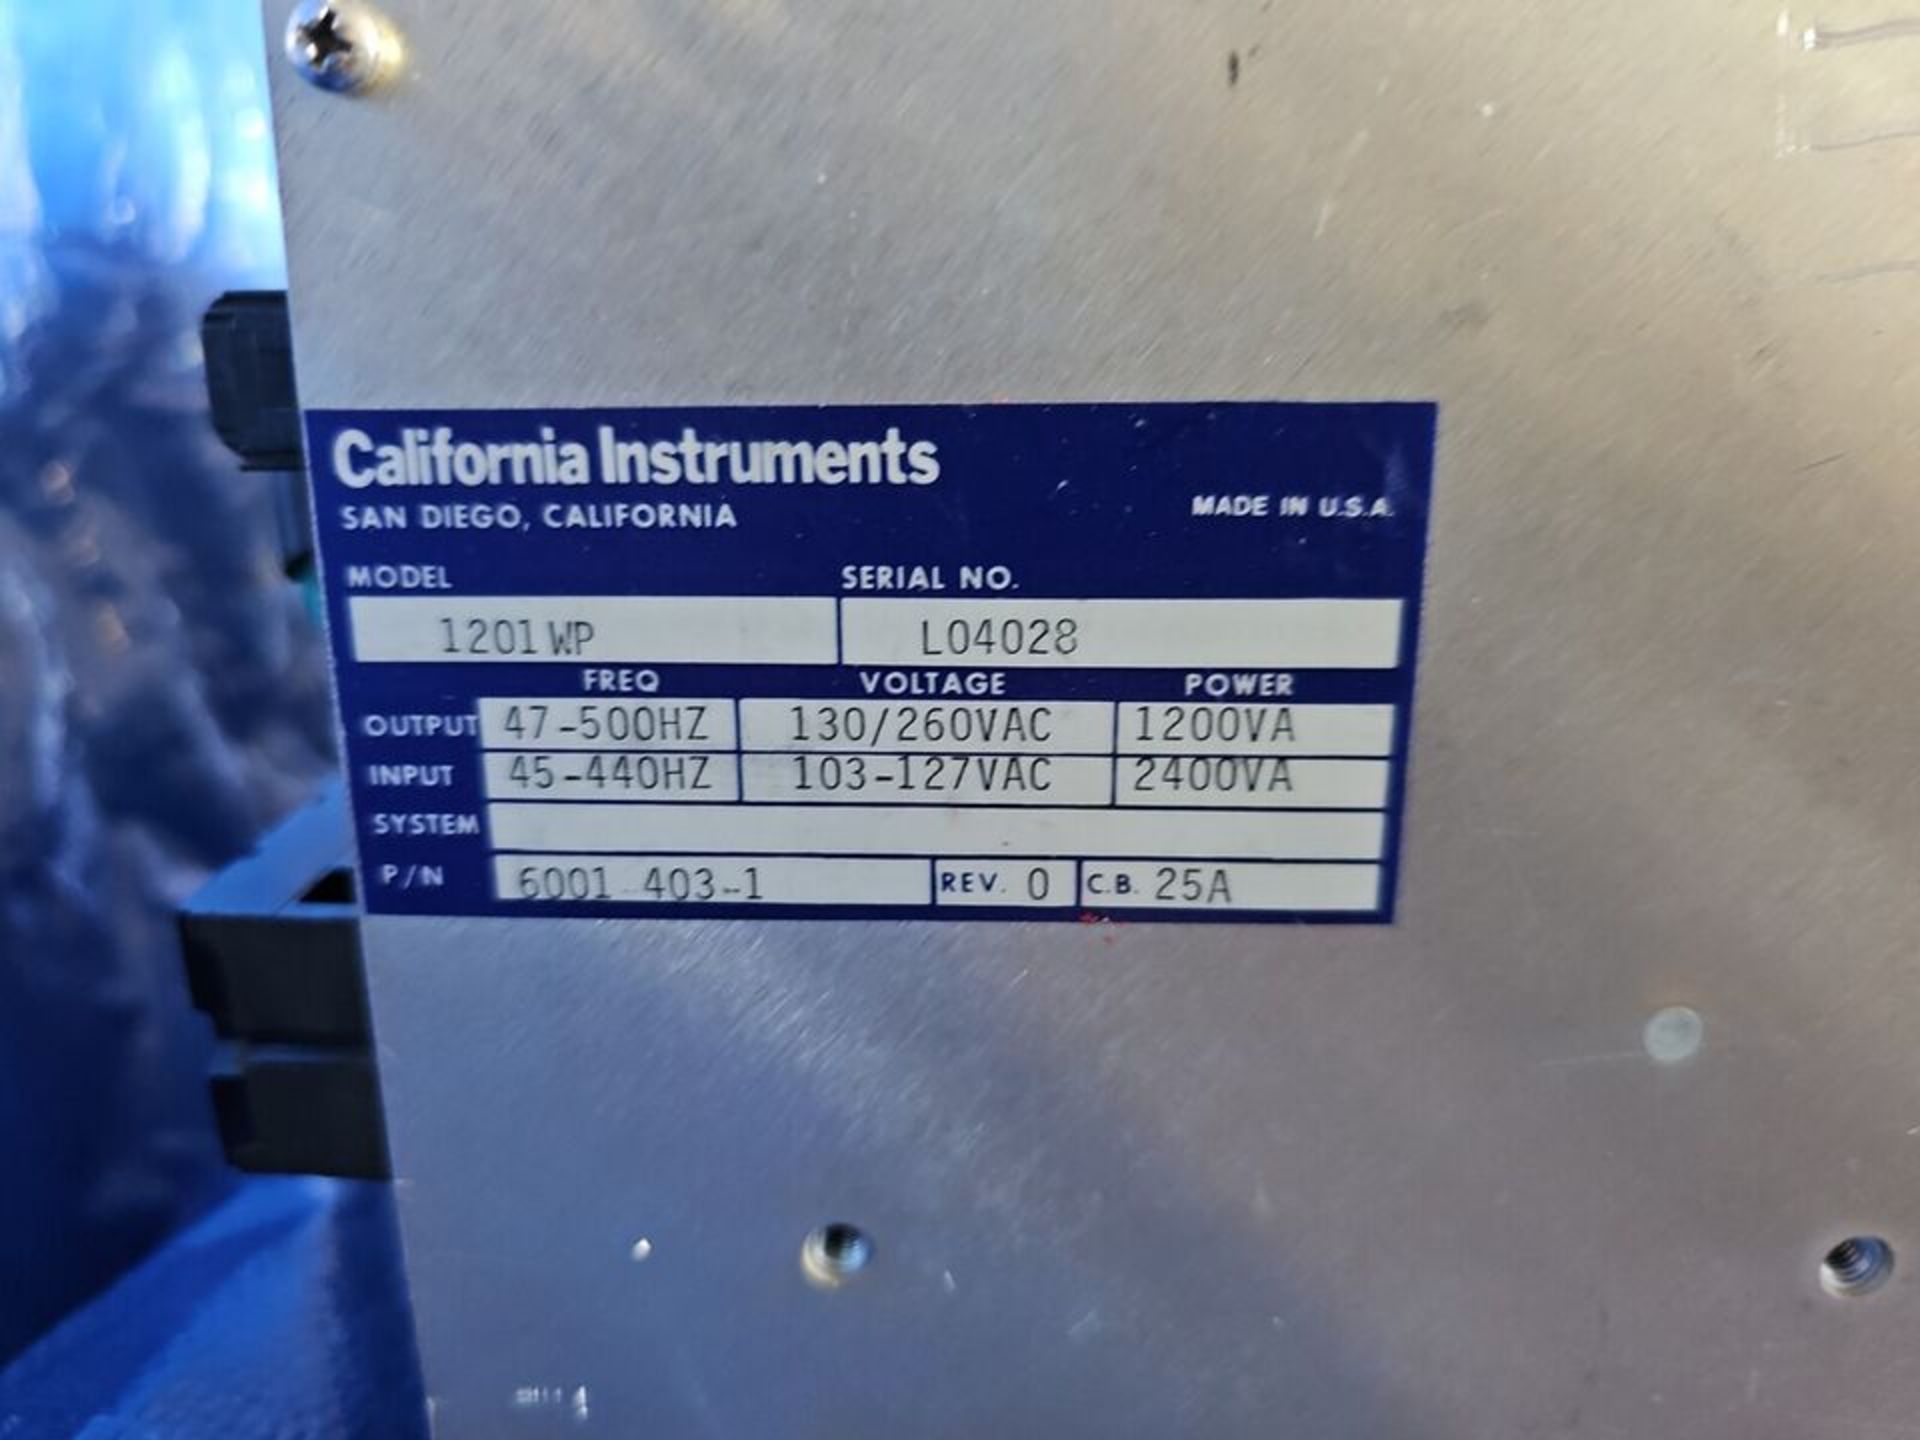 California Instruments
SAN DIEGO, CALIFORNIA
MADE IN U.S.A.
MODEL SERIAL NO.
1201WP L04028
FREQ VOLTAGE POWER
OUTPUT 47-500HZ 130/260VAC 1200VA
INPUT 45-440HZ 103-127VAC 2400VA
SYSTEM
P/N 6001-403-1 REV. 0 C.B. 25A